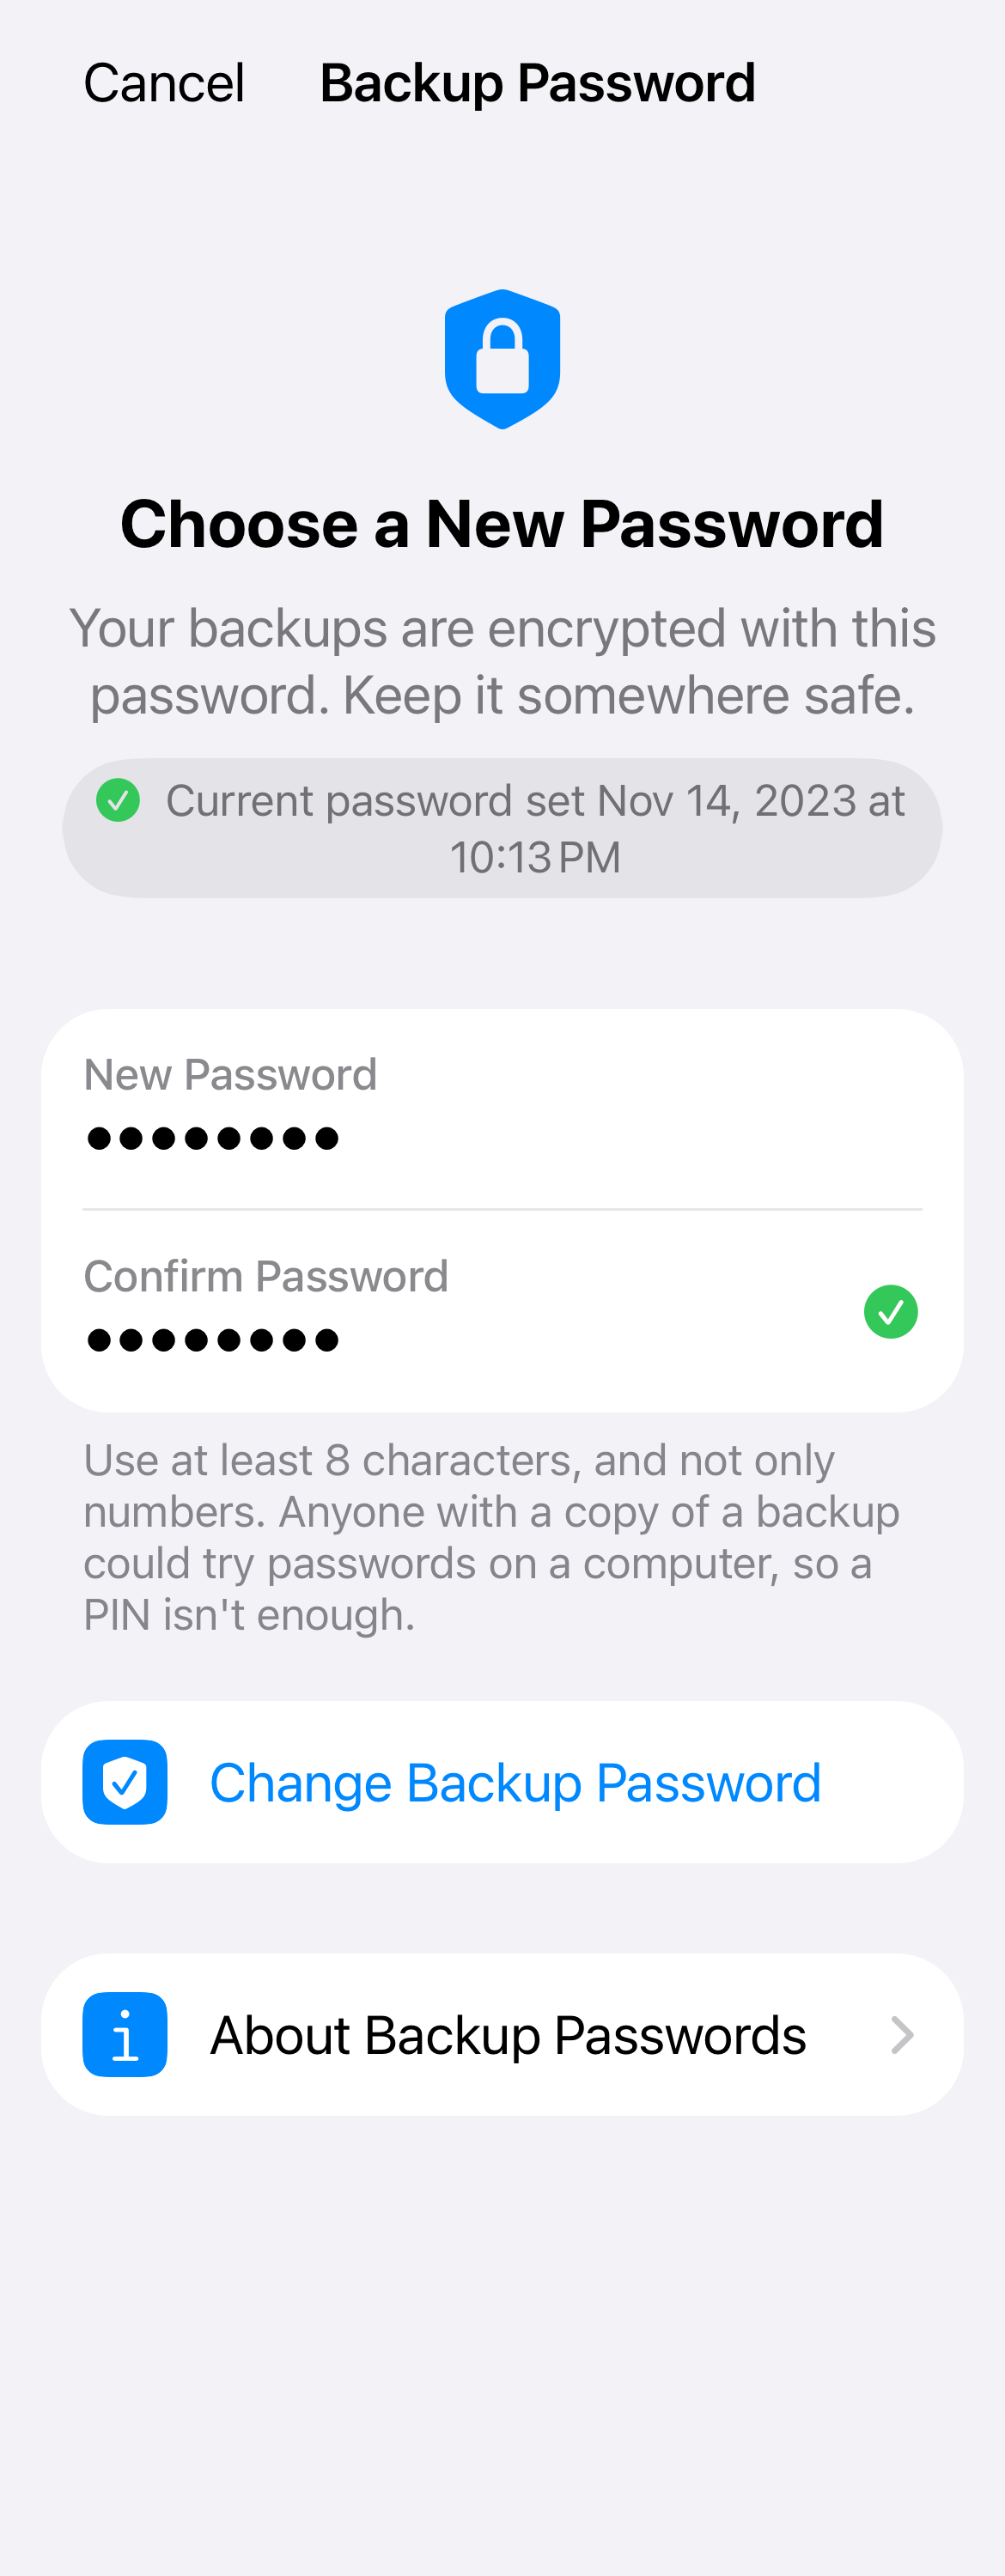 Cancel
Backup Password
Choose a New Password
Your backups are encrypted with this
password. Keep it somewhere safe.
Current password set Nov 14, 2023 at
10:13 PM
New Password
••••••••
Confirm Password
••••••••
Use at least 8 characters, and not only
numbers. Anyone with a copy of a backup
could try passwords on a computer, so a
PIN isn't enough.
Change Backup Password
About Backup Passwords